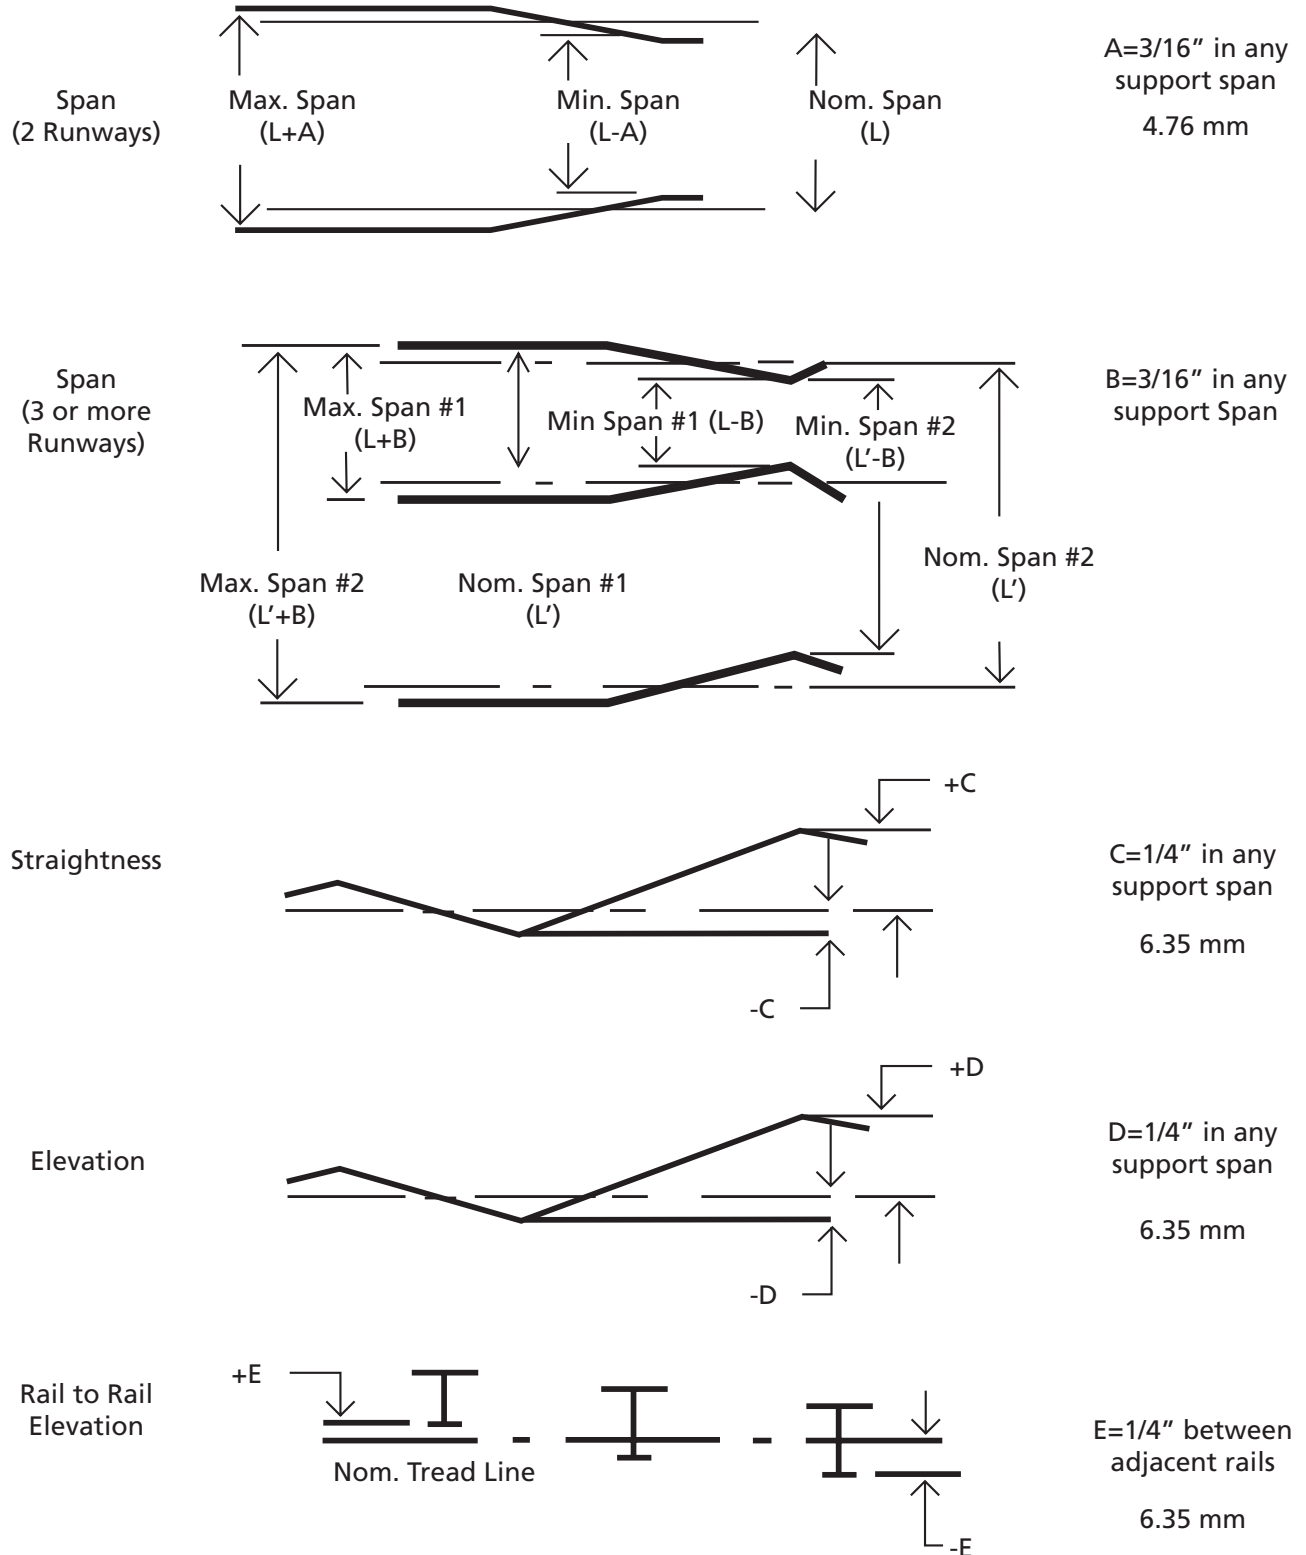 Span
(2 Runways)
Max. Span
(L+A)
Min. Span
(L-A)
Nom. Span
(L)
A=3/16” in any
support span
4.76 mm
Span
(3 or more
Runways)
Max. Span #1
(L+B)
Min Span #1 (L-B)
Min. Span #2
(L’-B)
B=3/16” in any
support Span
Max. Span #2
(L’+B)
Nom. Span #1
(L’)
Nom. Span #2
(L’)
Straightness
+C
-C
C=1/4” in any
support span
6.35 mm
Elevation
+D
-D
D=1/4” in any
support span
6.35 mm
Rail to Rail
Elevation
+E
Nom. Tread Line
-E
E=1/4” between
adjacent rails
6.35 mm